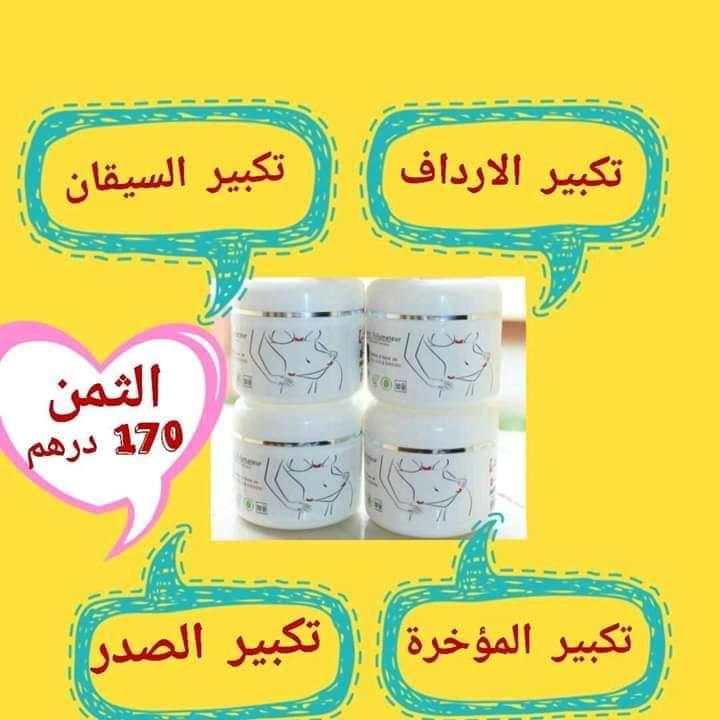 تكبير الارداف
تكبير السيقان
الثمن
170 درهم
تكبير المؤخرة
تكبير الصدر